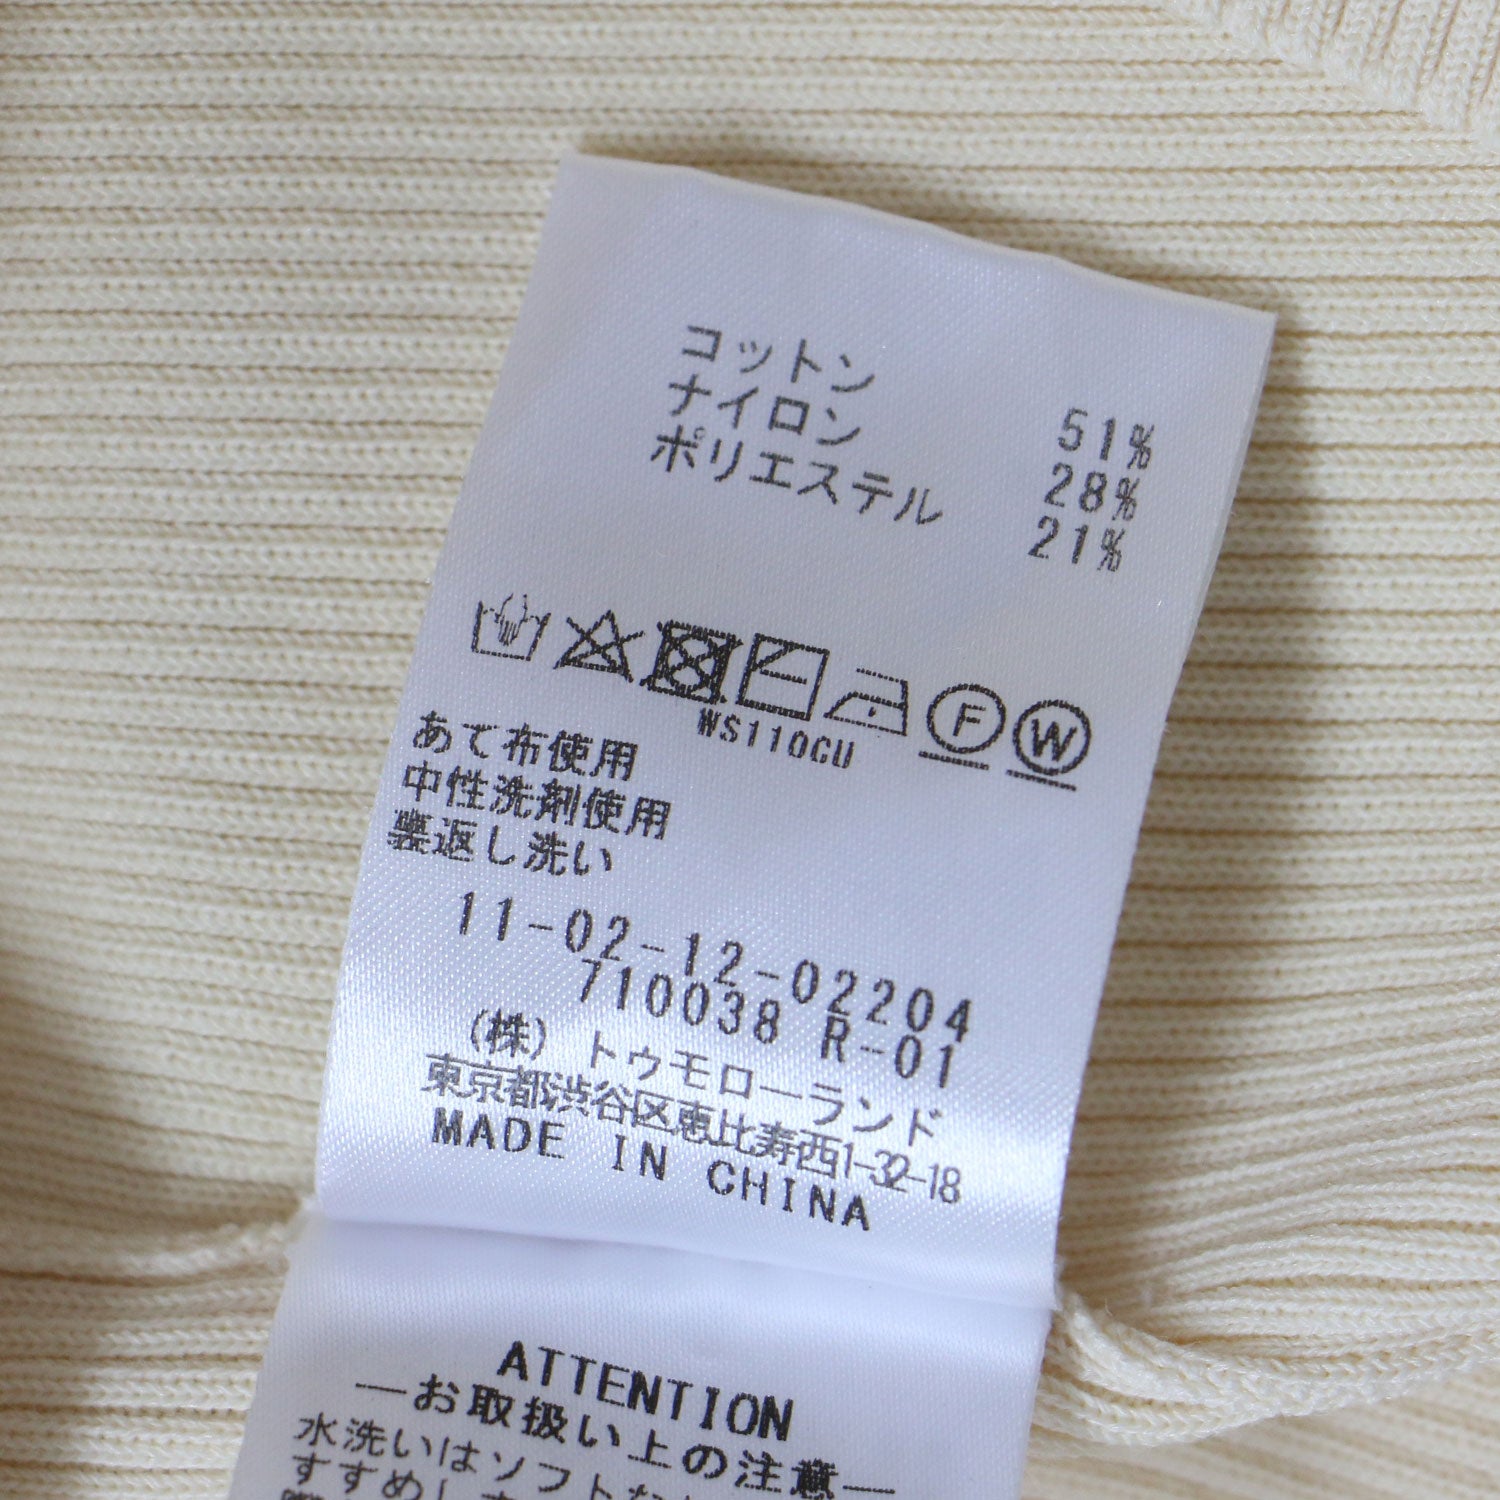 コットン 51%
ナイロン 28%
ポリエステル 21%
F W
WS110CU
あて布使用
中性洗剤使用
裏返し洗い
11-02-12-02204
710038 R-01
(株)トゥモローランド
東京都渋谷区恵比寿西1-32-18
MADE IN CHINA
ATTENTION
―お取扱い上の注意―
水洗いはソフトな
すすめし